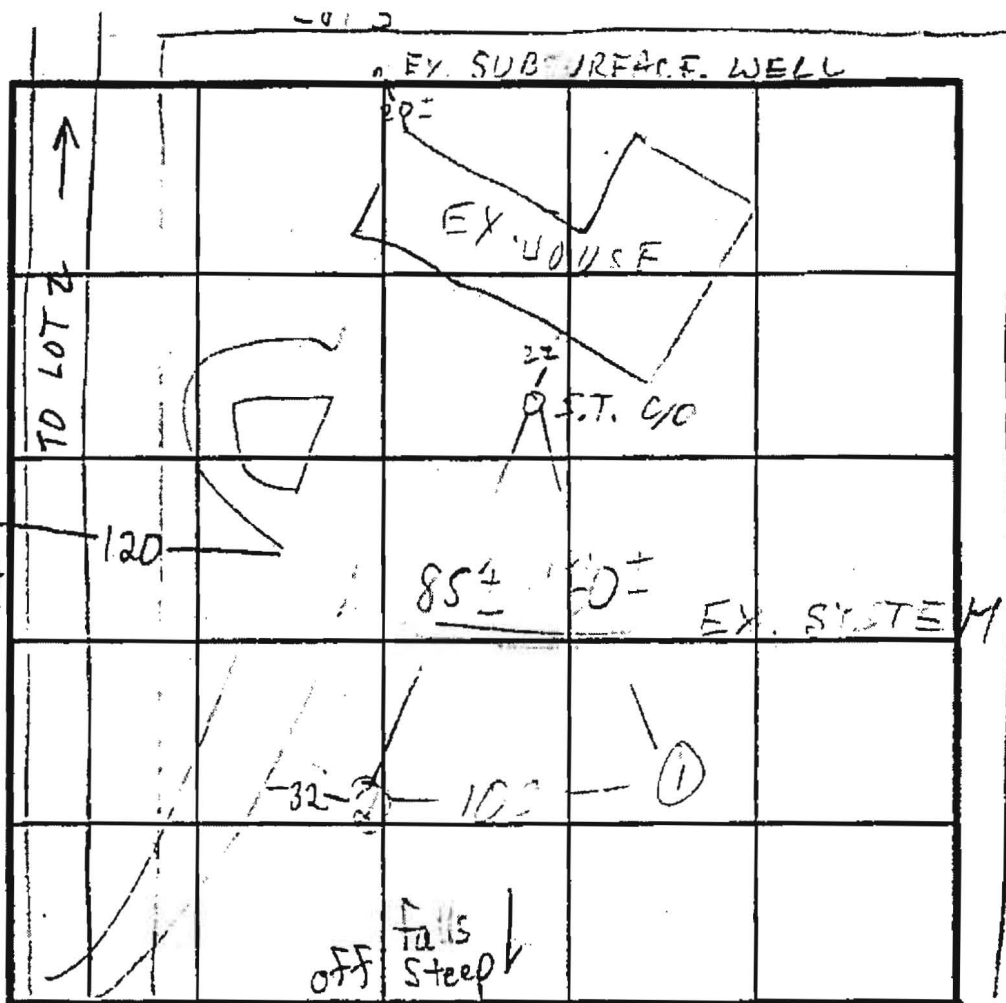 EX. SUBSURFACE WELL
20±
TO LOT 2 →
EX. HOUSE
22
S.T. C/O
120
85±
EX. SYSTEM
32
100
①
falls
off steep ↓